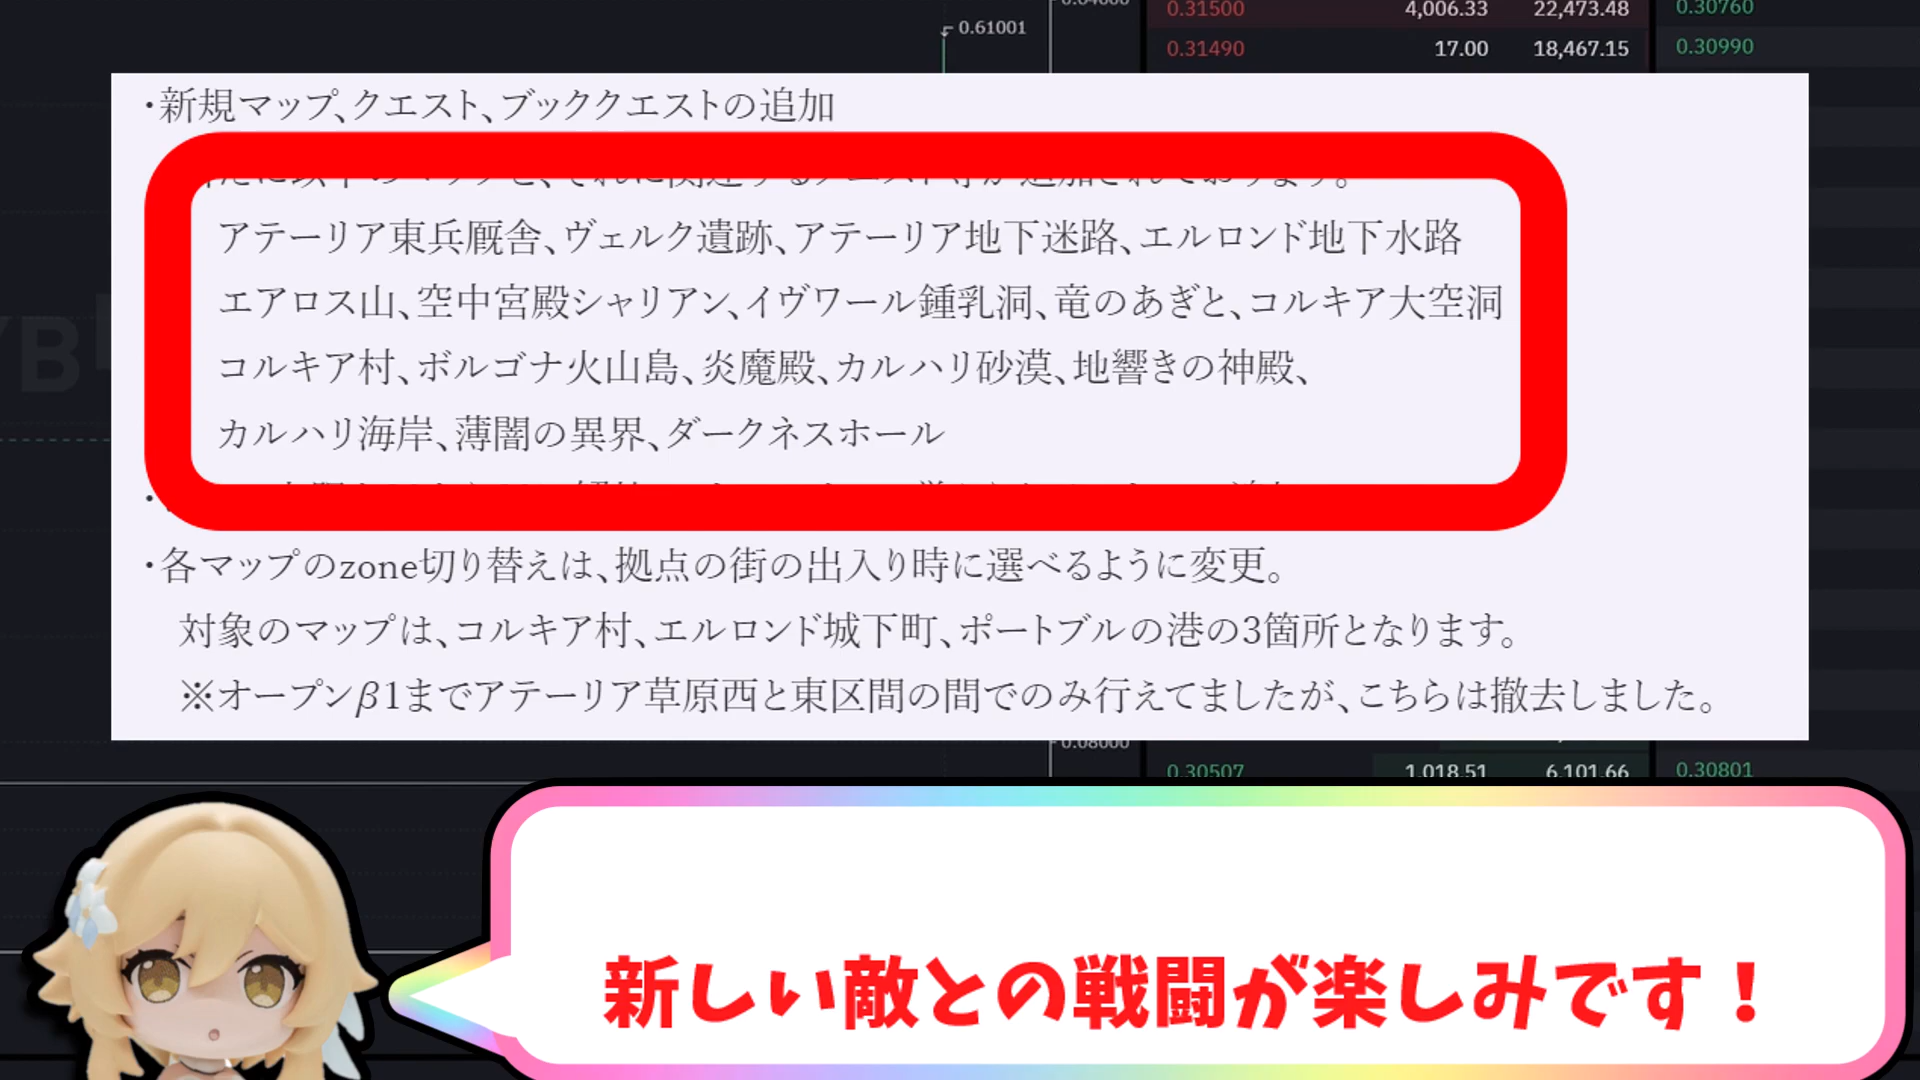 0.61001
0.31500 4,006.33 22,473.48 0.30760
0.31490 17.00 18,467.15 0.30990
・新規マップ、クエスト、ブッククエストの追加
アテーリア東兵厩舎、ヴェルク遺跡、アテーリア地下迷路、エルロンド地下水路
エアロス山、空中宮殿シャリアン、イヴワール鍾乳洞、竜のあぎと、コルキア大空洞
コルキア村、ボルゴナ火山島、炎魔殿、カルハリ砂漠、地響きの神殿、
カルハリ海岸、薄闇の異界、ダークネスホール
・各マップのzone切り替えは、拠点の街の出入り時に選べるように変更。
対象のマップは、コルキア村、エルロンド城下町、ポートブルの港の3箇所となります。
※オープンβ1までアテーリア草原西と東区間の間でのみ行えてましたが、こちらは撤去しました。
0.08000
0.30507 1,018.51 6,101.66 0.30801
新しい敵との戦闘が楽しみです！